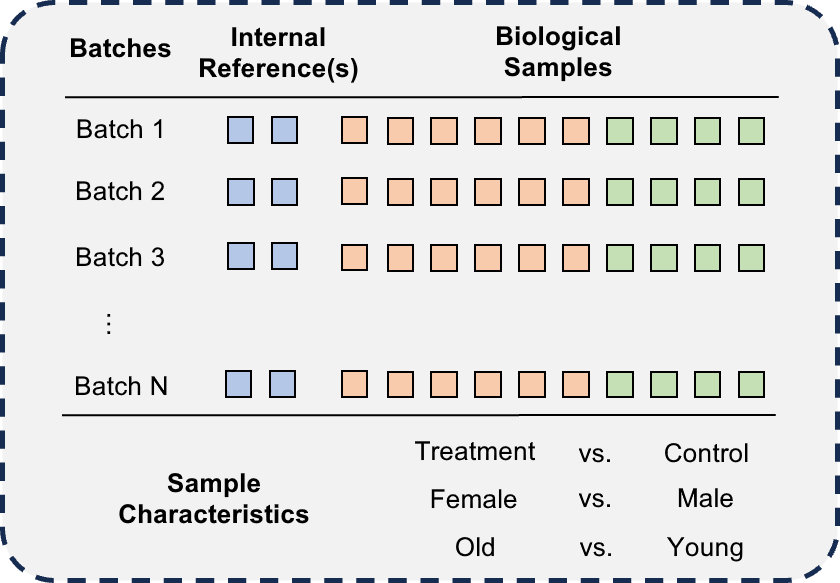 Batches
Internal
Reference(s)
Biological
Samples
Batch 1
Batch 2
Batch 3
⋮
Batch N
Sample
Characteristics
Treatment vs. Control
Female vs. Male
Old vs. Young